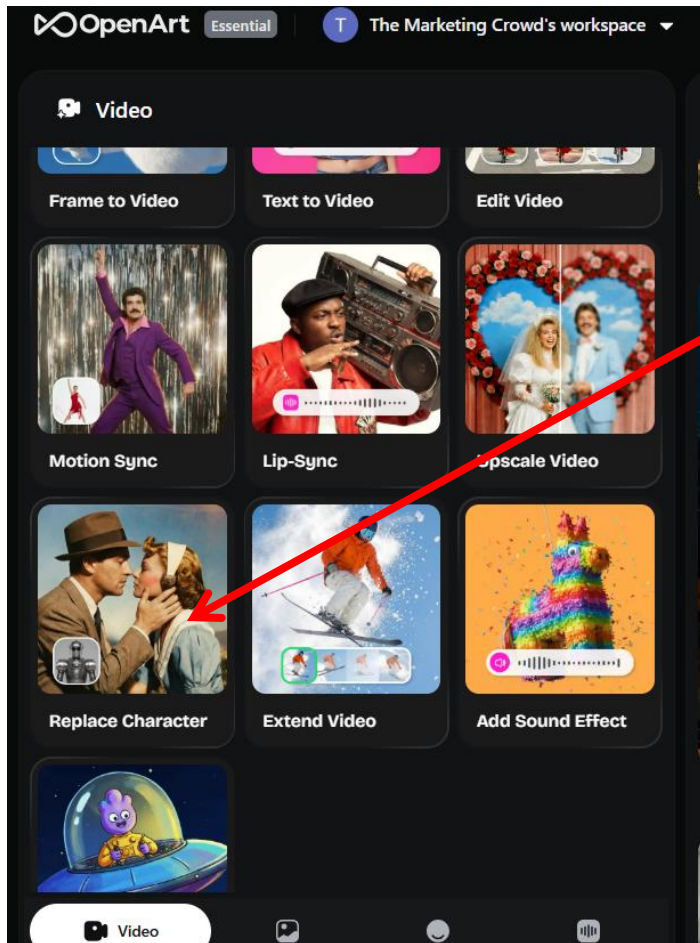 OpenArt Essential T The Marketing Crowd's workspace
Video
Frame to Video Text to Video Edit Video
Motion Sync Lip-Sync Upscale Video
Replace Character Extend Video Add Sound Effect
Video